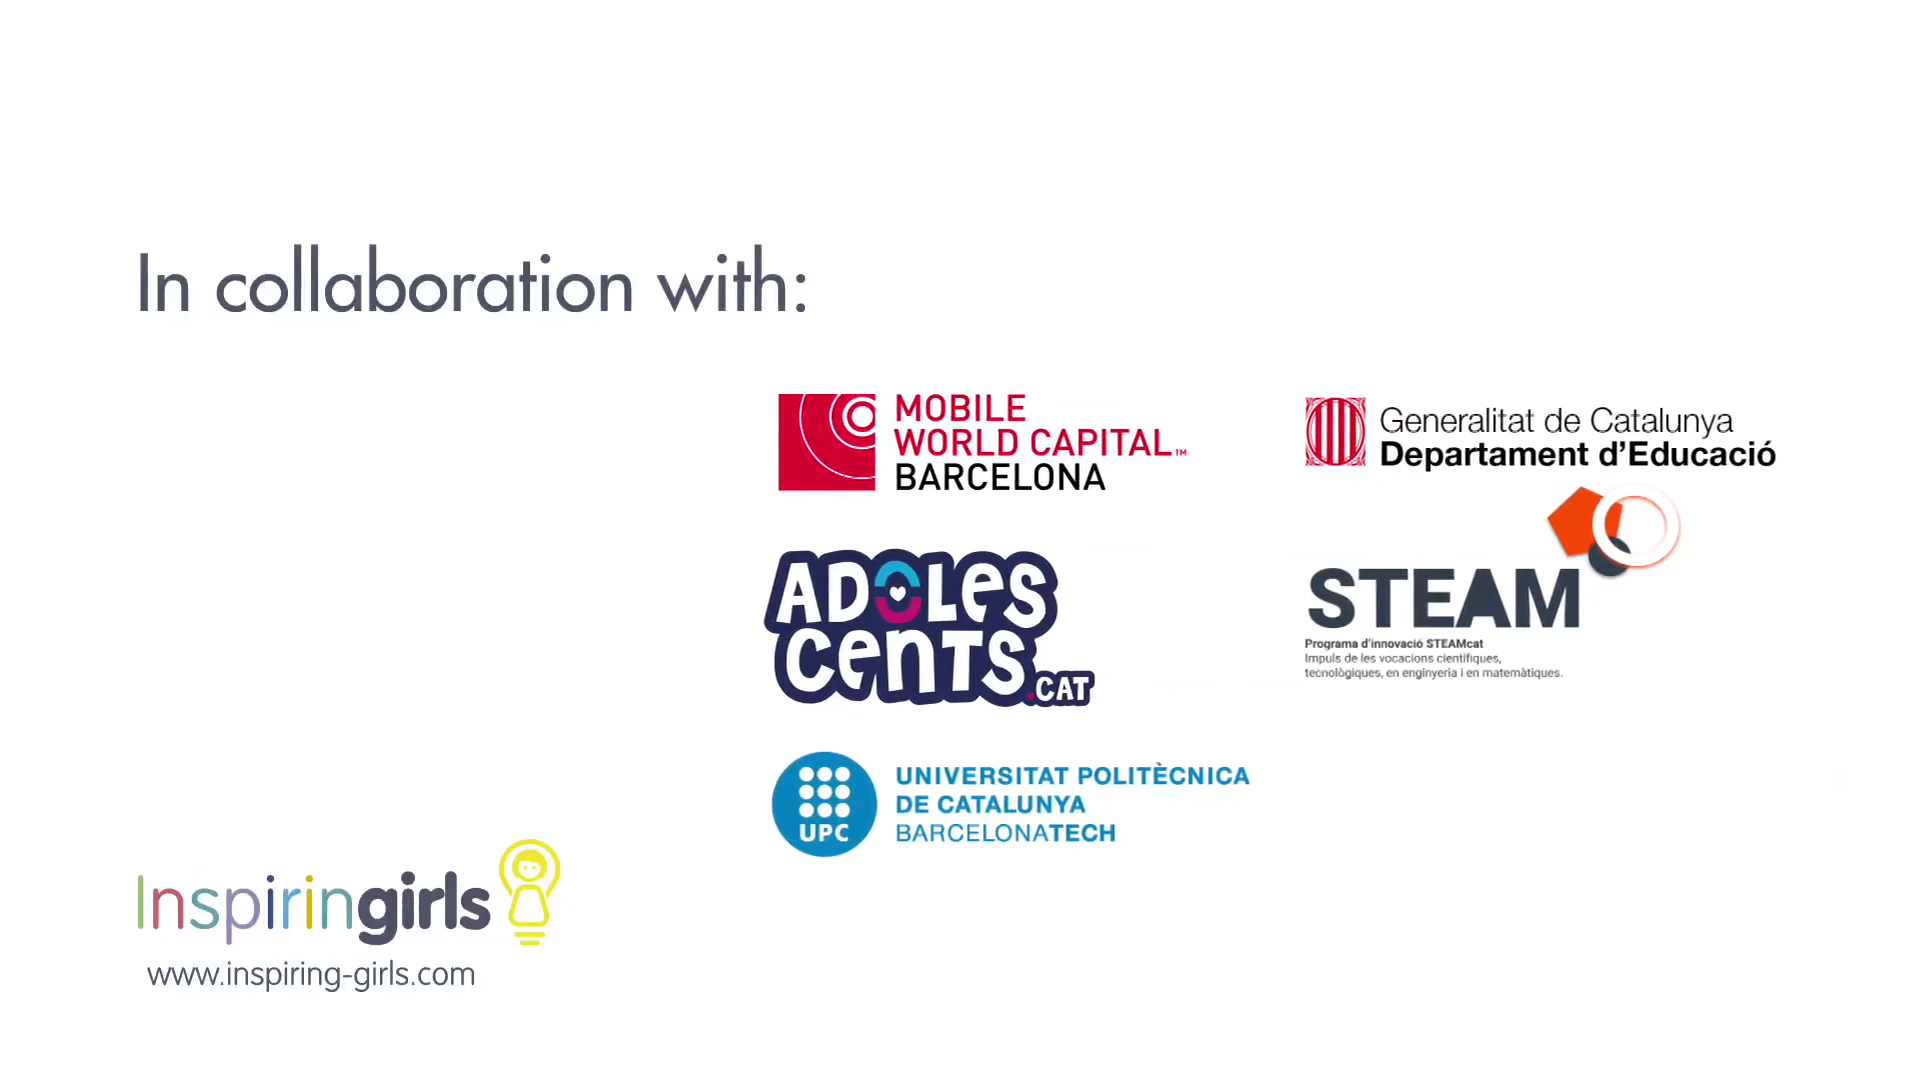 In collaboration with:
MOBILE
WORLD CAPITAL™
BARCELONA
Generalitat de Catalunya
Departament d'Educació
ADOLES
CENTS
.CAT
STEAM
Programa d'innovació STEAMcat
Impuls de les vocacions científiques,
tecnològiques, en enginyeria i en matemàtiques.
UPC
UNIVERSITAT POLITÈCNICA
DE CATALUNYA
BARCELONATECH
Inspiringirls
www.inspiring-girls.com